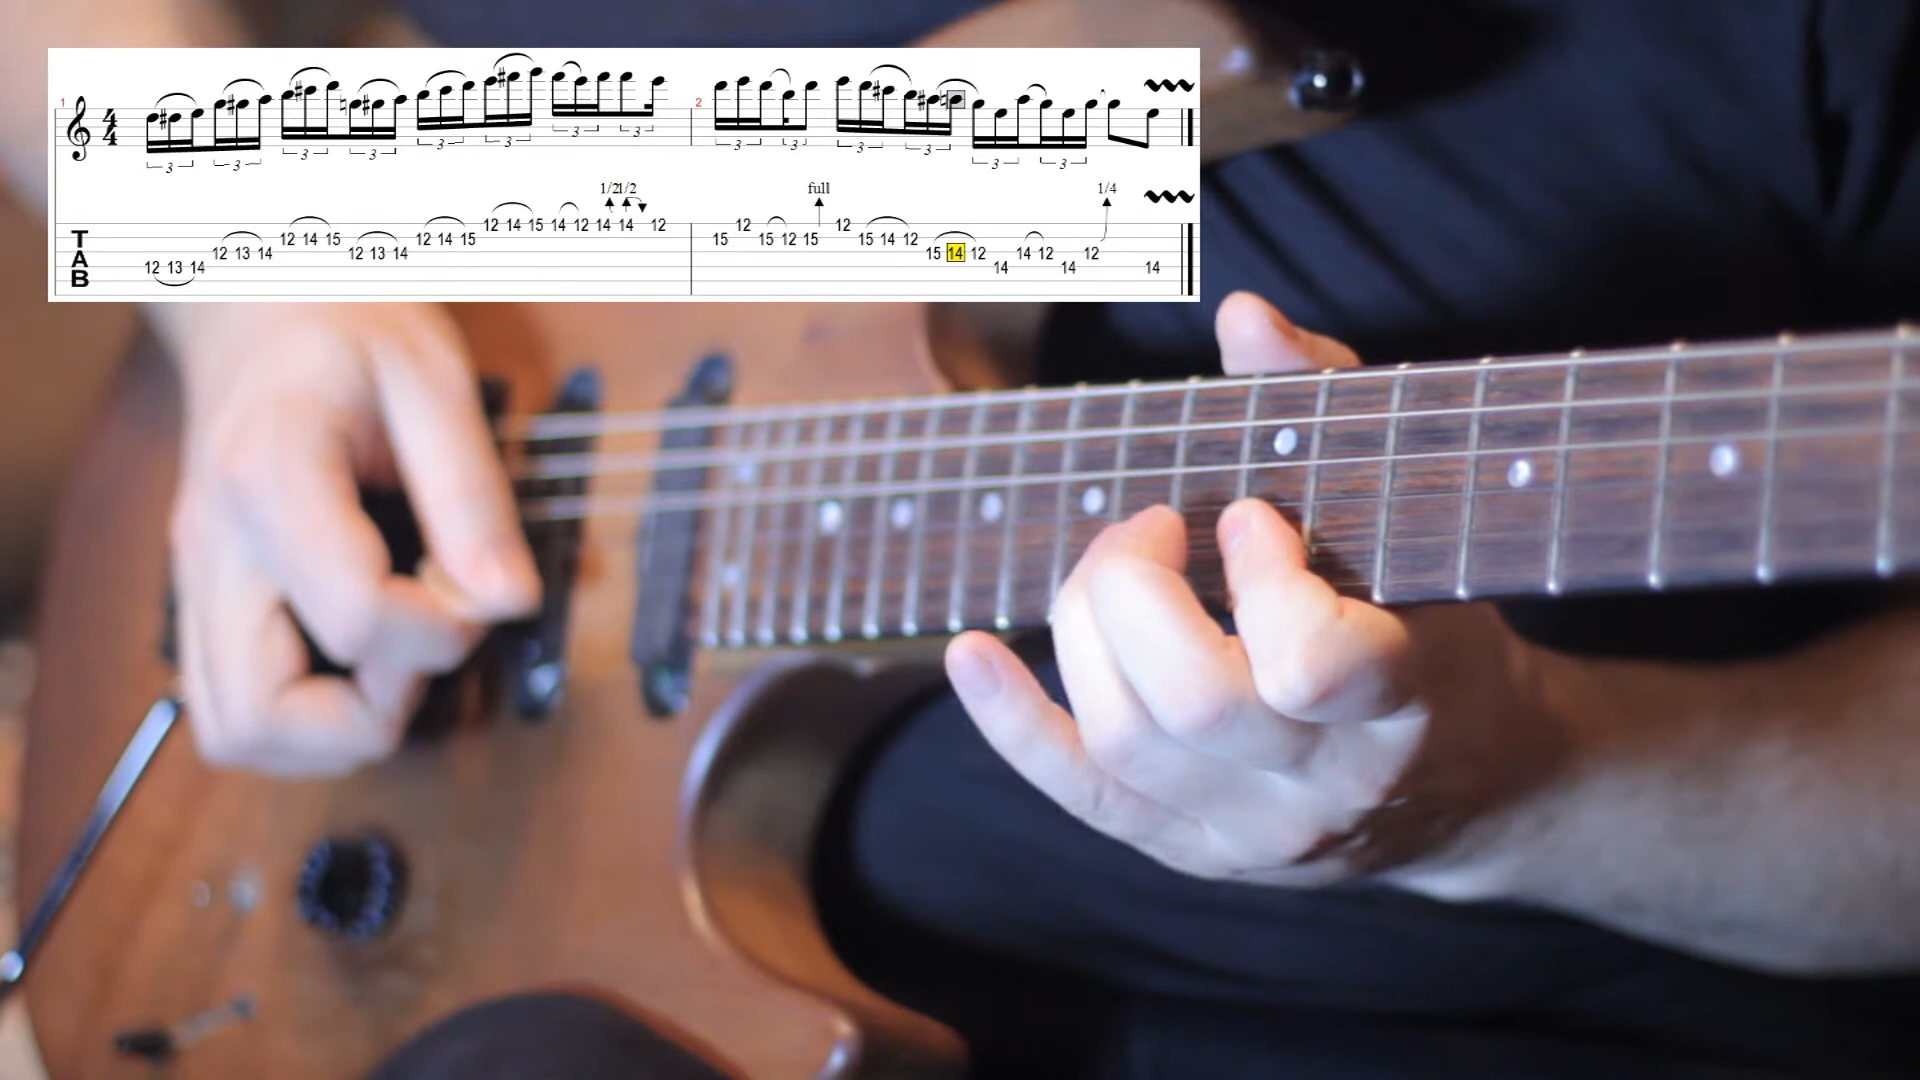 1 4 4 3 3 3 3 3 3 3 3 2 3 3 3 3 3 3
1/2 1/2 full 1/4
12 14 15 14 12 14 14 12 12 12
12 14 15 12 14 15 15 15 12 15 15 14 12
T A B
12 13 14 12 13 14 15 14 12 14 12 12
12 13 14 14 14 14